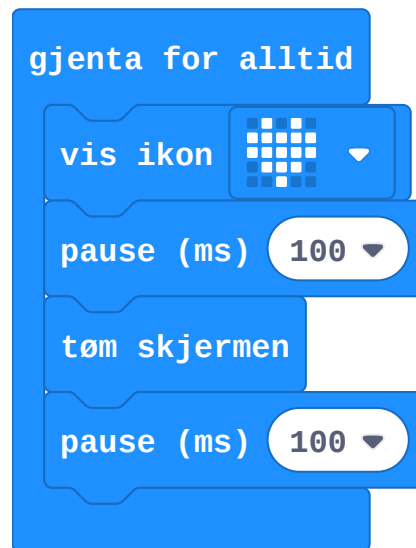 gjenta for alltid
vis ikon
pause (ms) 100
tøm skjermen
pause (ms) 100